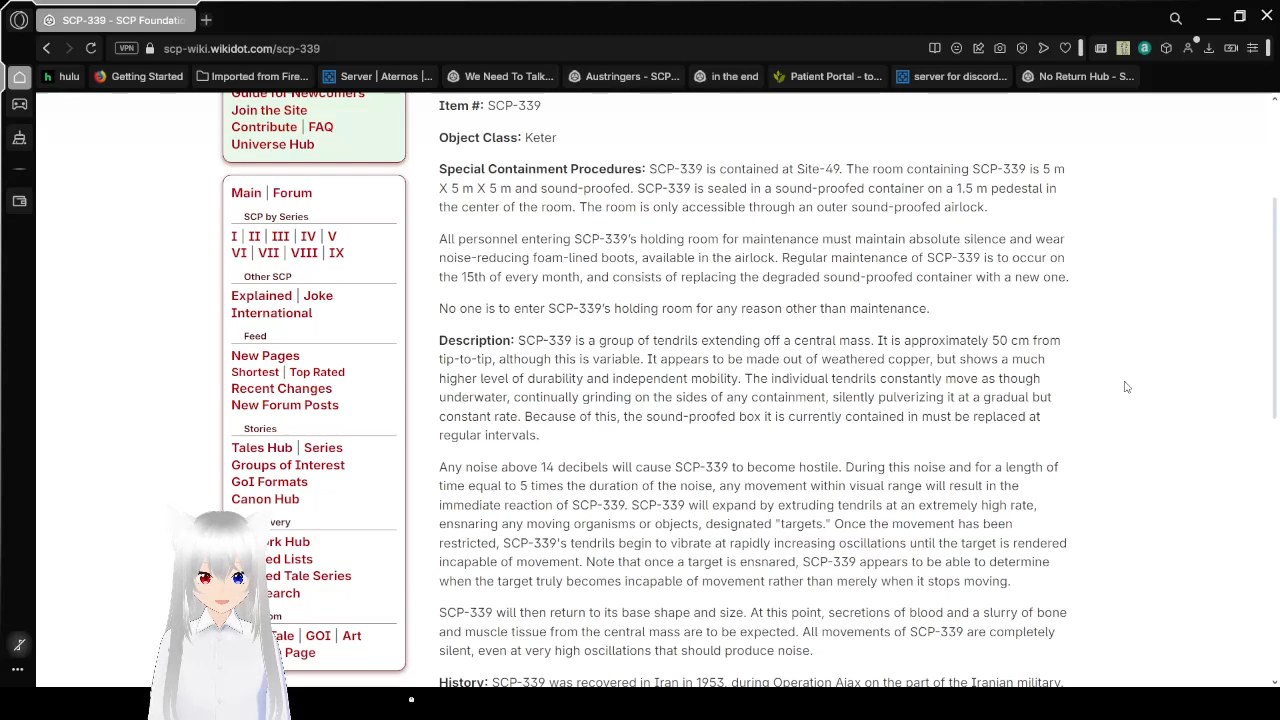 SCP-339 - SCP Foundatio
VPN
scp-wiki.wikidot.com/scp-339
hulu
Getting Started
Imported from Fire...
Server | Aternos |...
We Need To Talk...
Austringers - SCP...
in the end
Patient Portal - to...
server for discord...
No Return Hub - S...
Guide for Newcomers
Join the Site
Contribute | FAQ
Universe Hub
Main | Forum
SCP by Series
I | II | III | IV | V
VI | VII | VIII | IX
Other SCP
Explained | Joke
International
Feed
New Pages
Shortest | Top Rated
Recent Changes
New Forum Posts
Stories
Tales Hub | Series
Groups of Interest
GoI Formats
Canon Hub
very
rk Hub
ed Lists
ed Tale Series
earch
om
Tale | GOI | Art
Page
Item #: SCP-339
Object Class: Keter
Special Containment Procedures: SCP-339 is contained at Site-49. The room containing SCP-339 is 5 m
X 5 m X 5 m and sound-proofed. SCP-339 is sealed in a sound-proofed container on a 1.5 m pedestal in
the center of the room. The room is only accessible through an outer sound-proofed airlock.
All personnel entering SCP-339's holding room for maintenance must maintain absolute silence and wear
noise-reducing foam-lined boots, available in the airlock. Regular maintenance of SCP-339 is to occur on
the 15th of every month, and consists of replacing the degraded sound-proofed container with a new one.
No one is to enter SCP-339's holding room for any reason other than maintenance.
Description: SCP-339 is a group of tendrils extending off a central mass. It is approximately 50 cm from
tip-to-tip, although this is variable. It appears to be made out of weathered copper, but shows a much
higher level of durability and independent mobility. The individual tendrils constantly move as though
underwater, continually grinding on the sides of any containment, silently pulverizing it at a gradual but
constant rate. Because of this, the sound-proofed box it is currently contained in must be replaced at
regular intervals.
Any noise above 14 decibels will cause SCP-339 to become hostile. During this noise and for a length of
time equal to 5 times the duration of the noise, any movement within visual range will result in the
immediate reaction of SCP-339. SCP-339 will expand by extruding tendrils at an extremely high rate,
ensnaring any moving organisms or objects, designated "targets." Once the movement has been
restricted, SCP-339's tendrils begin to vibrate at rapidly increasing oscillations until the target is rendered
incapable of movement. Note that once a target is ensnared, SCP-339 appears to be able to determine
when the target truly becomes incapable of movement rather than merely when it stops moving.
SCP-339 will then return to its base shape and size. At this point, secretions of blood and a slurry of bone
and muscle tissue from the central mass are to be expected. All movements of SCP-339 are completely
silent, even at very high oscillations that should produce noise.
History: SCP-339 was recovered in Iran in 1953, during Operation Ajax on the part of the Iranian military.